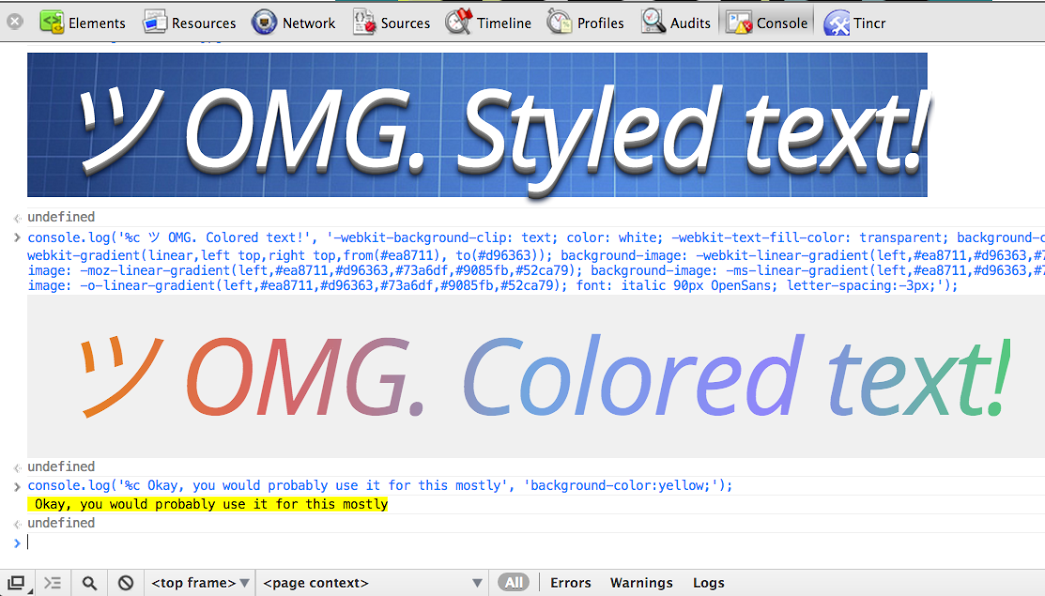 Elements Resources Network Sources Timeline Profiles Audits Console Tincr
ツ OMG. Styled text!
undefined
console.log('%c ツ OMG. Colored text!', '-webkit-background-clip: text; color: white; -webkit-text-fill-color: transparent; background-
webkit-gradient(linear,left top,right top,from(#ea8711), to(#d96363)); background-image: -webkit-linear-gradient(left,#ea8711,#d96363,#7
image: -moz-linear-gradient(left,#ea8711,#d96363,#73a6df,#9085fb,#52ca79); background-image: -ms-linear-gradient(left,#ea8711,#d96363,#7
image: -o-linear-gradient(left,#ea8711,#d96363,#73a6df,#9085fb,#52ca79); font: italic 90px OpenSans; letter-spacing:-3px;');
ツ OMG. Colored text!
undefined
console.log('%c Okay, you would probably use it for this mostly', 'background-color:yellow;');
Okay, you would probably use it for this mostly
undefined
<top frame> <page context> All Errors Warnings Logs